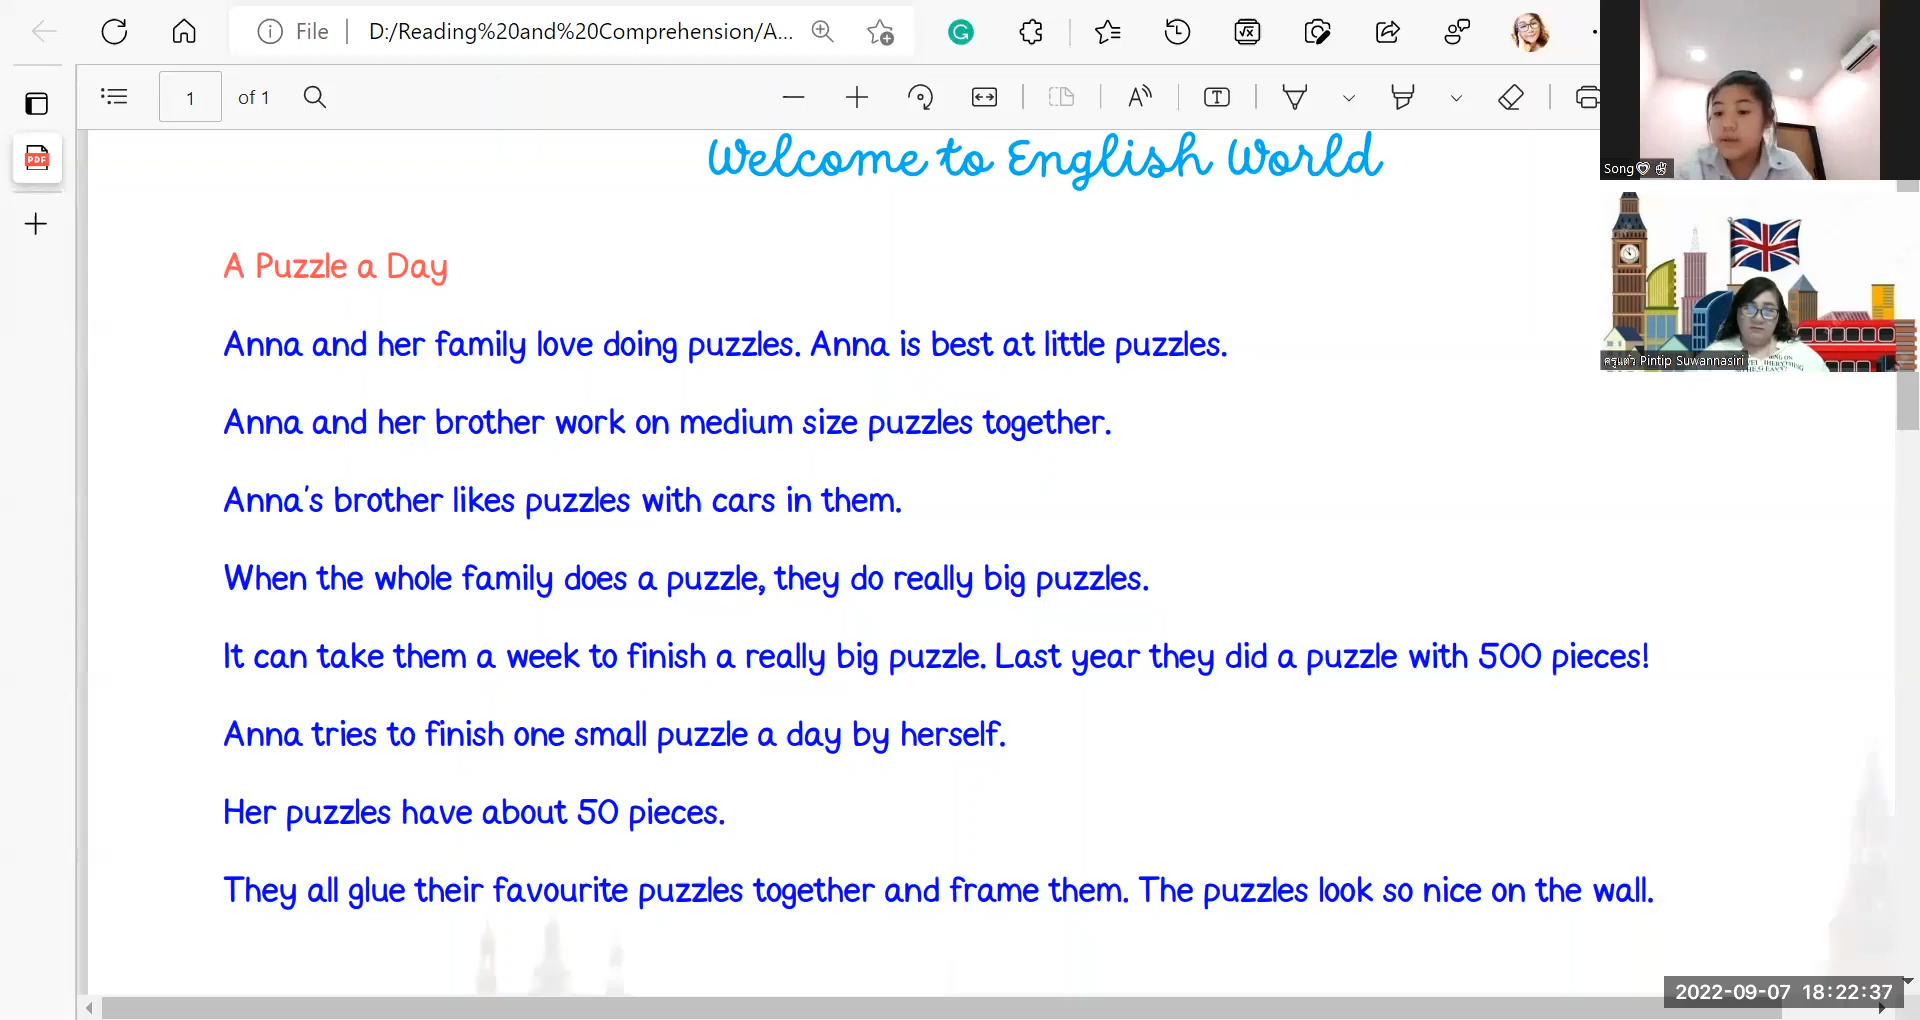 File
D:/Reading%20and%20Comprehension/A...
PDF
1
of 1
Welcome to English World
A Puzzle a Day
Anna and her family love doing puzzles. Anna is best at little puzzles.
Anna and her brother work on medium size puzzles together.
Anna's brother likes puzzles with cars in them.
When the whole family does a puzzle, they do really big puzzles.
It can take them a week to finish a really big puzzle. Last year they did a puzzle with 500 pieces!
Anna tries to finish one small puzzle a day by herself.
Her puzzles have about 50 pieces.
They all glue their favourite puzzles together and frame them. The puzzles look so nice on the wall.
Song
ครูแต๋ว Pintip Suwannasiri
2022-09-07 18:22:37